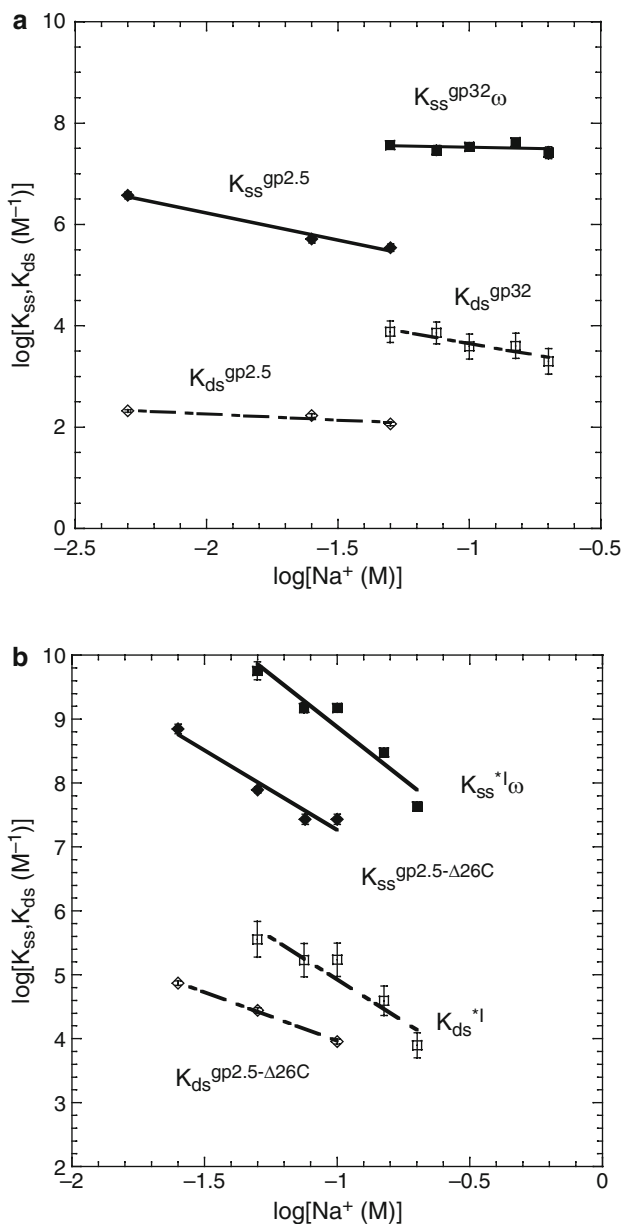 a
10
K_ss^gp32ω
8
K_ss^gp2.5
6
log[K_ss,K_ds (M⁻¹)]
K_ds^gp32
4
K_ds^gp2.5
2
0
−2.5 −2 −1.5 −1 −0.5
log[Na⁺ (M)]
b
10
9
8
K_ss^*Iω
7
K_ss^gp2.5-Δ26C
6
log[K_ss,K_ds (M⁻¹)]
5
K_ds^*I
4
K_ds^gp2.5-Δ26C
3
2
−2 −1.5 −1 −0.5 0
log[Na⁺ (M)]